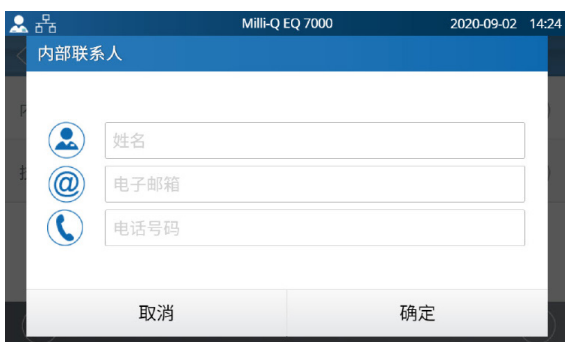 Milli-Q EQ 7000 2020-09-02 14:24
内部联系人
姓名
@ 电子邮箱
电话号码
取消 确定